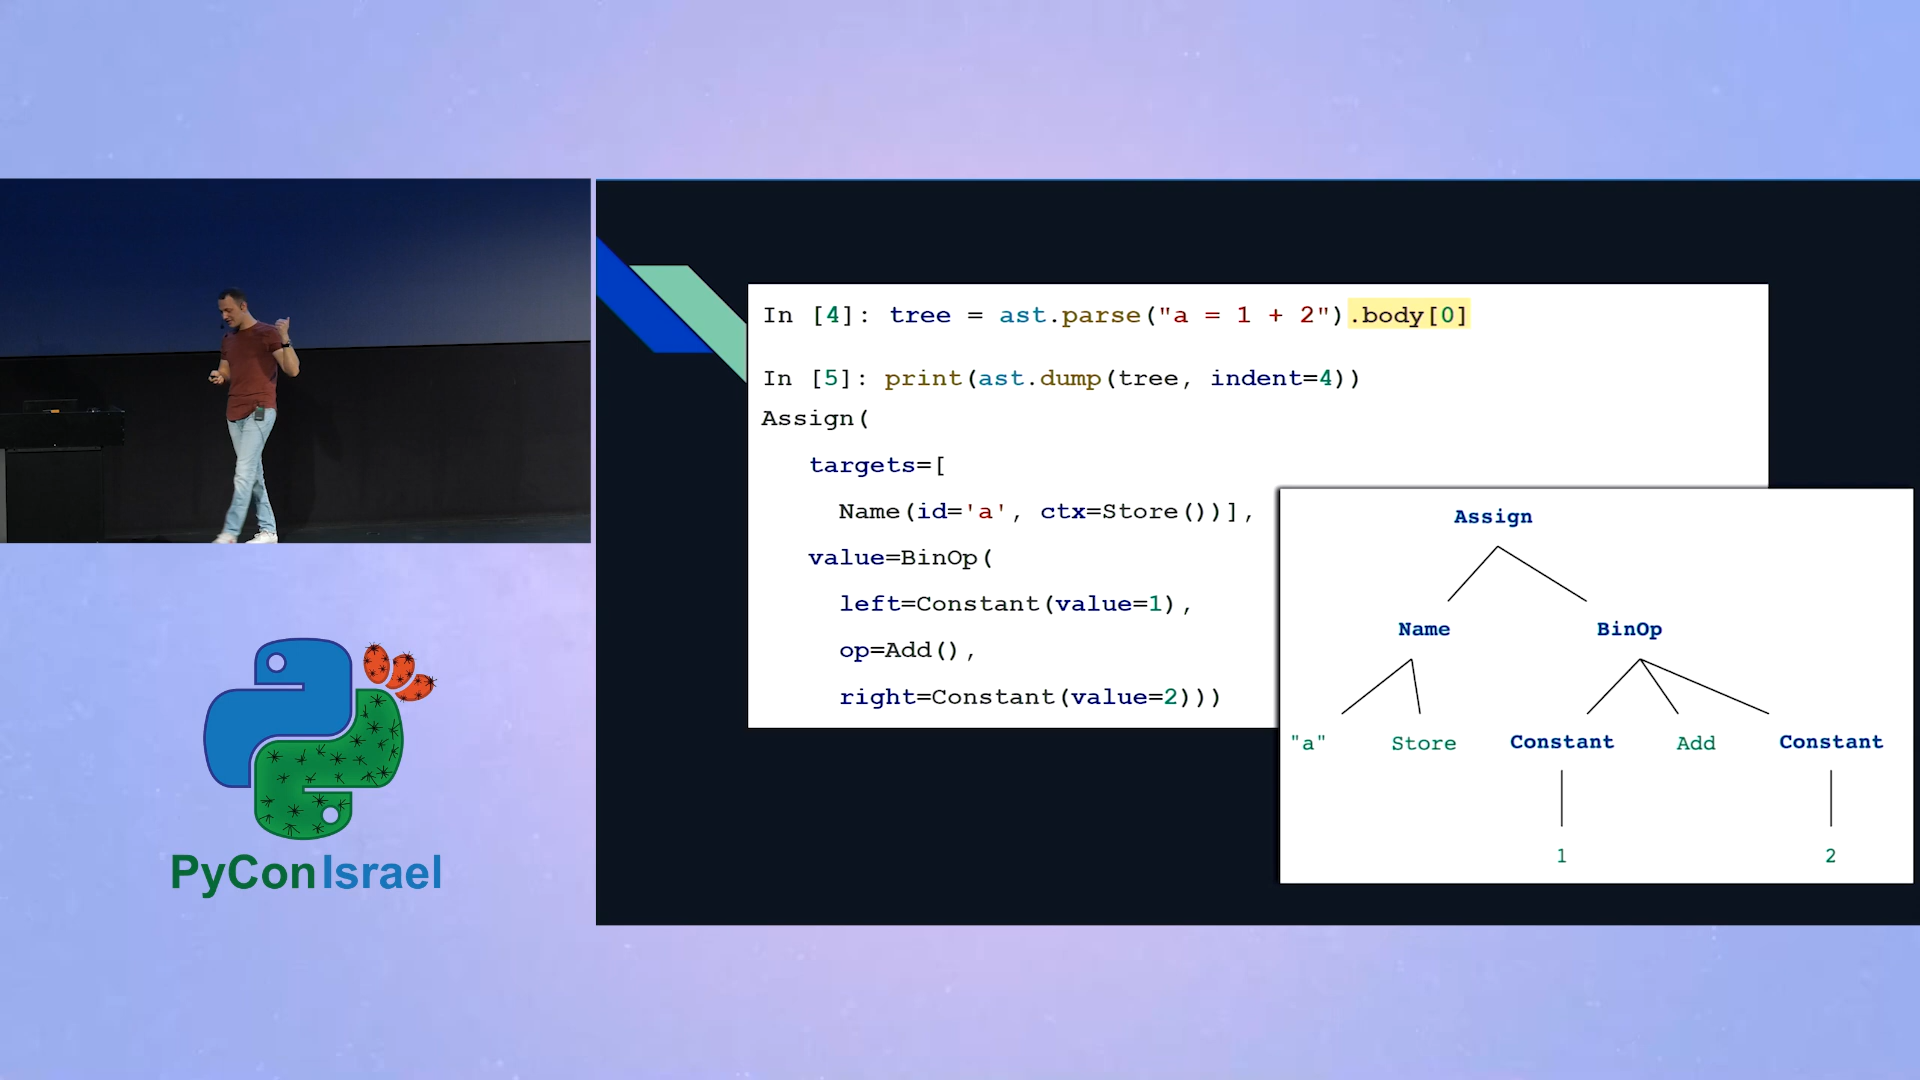 In [4]: tree = ast.parse("a = 1 + 2").body[0]
In [5]: print(ast.dump(tree, indent=4))
Assign(
targets=[
Name(id='a', ctx=Store())],
value=BinOp(
left=Constant(value=1),
op=Add(),
right=Constant(value=2)))
Assign
Name BinOp
"a" Store Constant Add Constant
1 2
PyConIsrael